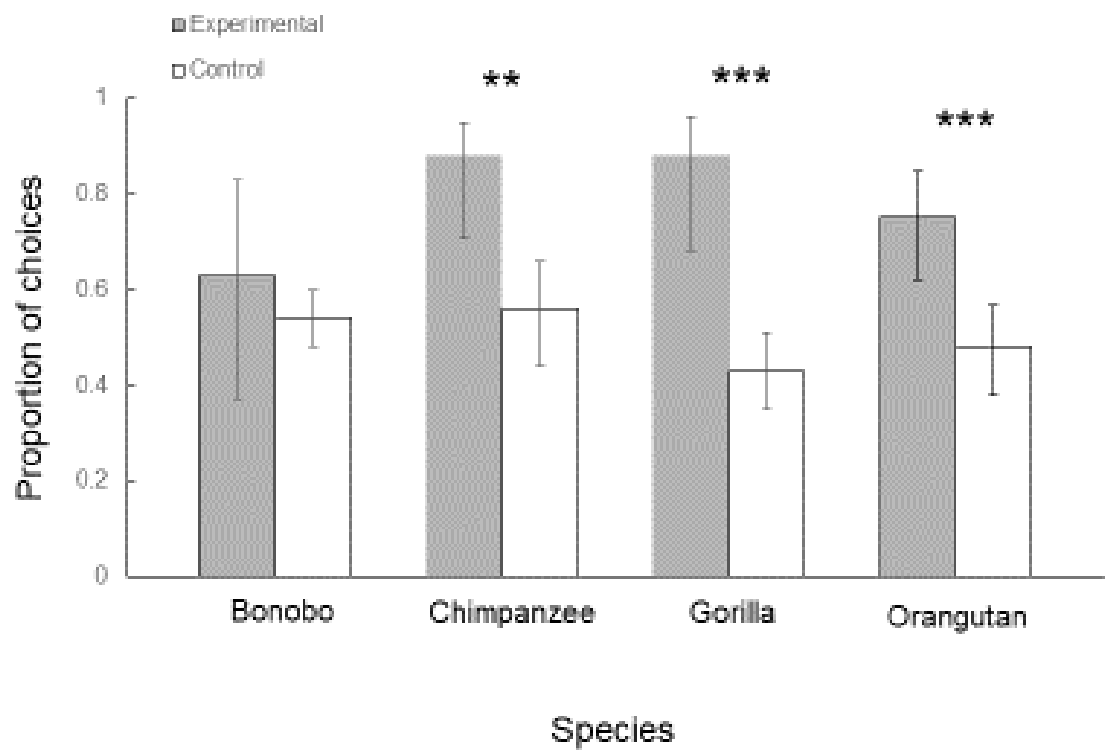 Experimental
Control
**
***
***
Proportion of choices
1
0.8
0.6
0.4
0.2
0
Bonobo
Chimpanzee
Gorilla
Orangutan
Species